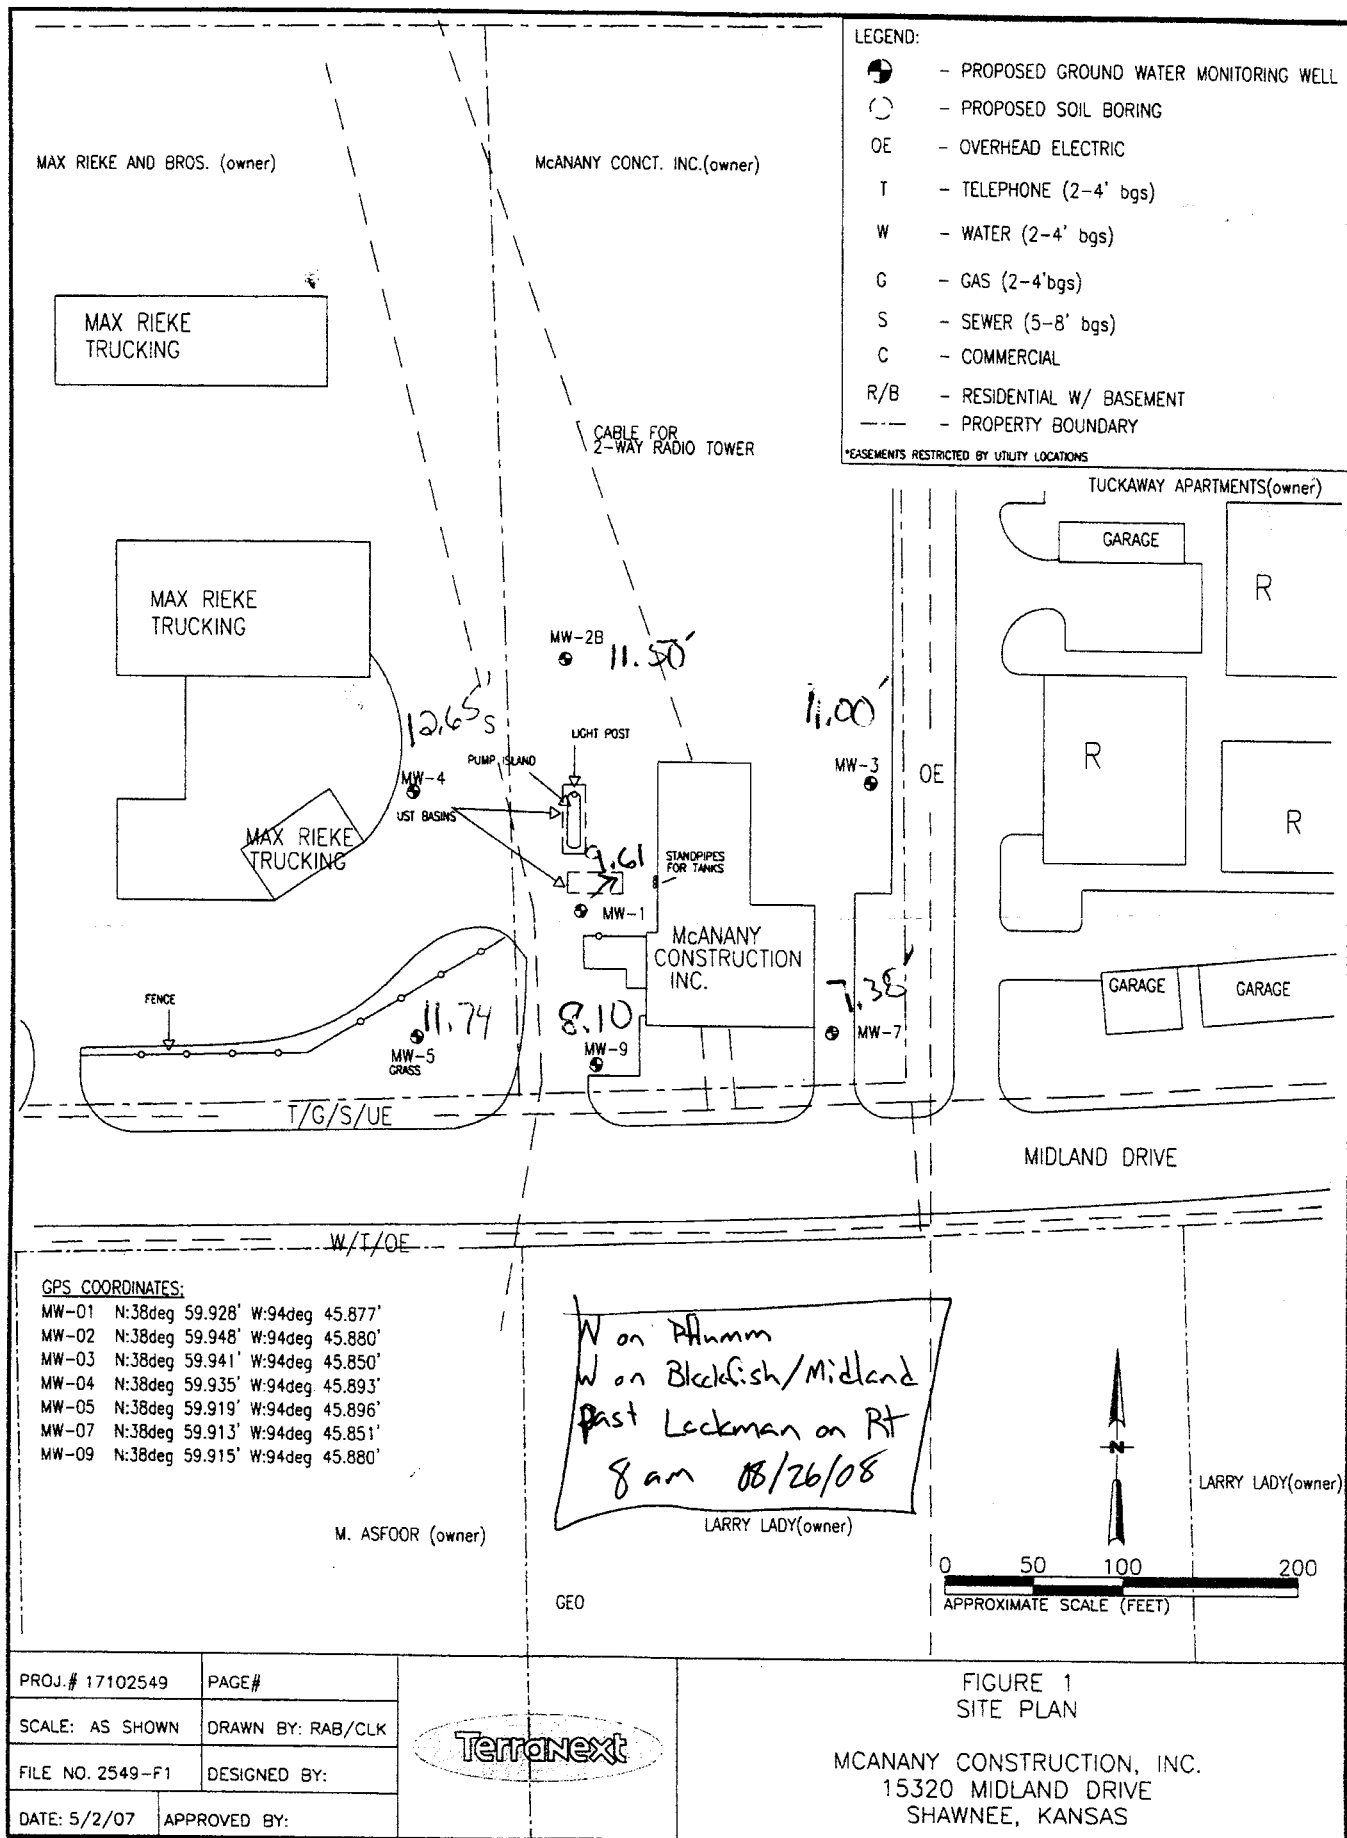 LEGEND:
- PROPOSED GROUND WATER MONITORING WELL
- PROPOSED SOIL BORING
OE - OVERHEAD ELECTRIC
T - TELEPHONE (2-4' bgs)
W - WATER (2-4' bgs)
G - GAS (2-4'bgs)
S - SEWER (5-8' bgs)
C - COMMERCIAL
R/B - RESIDENTIAL W/ BASEMENT
- PROPERTY BOUNDARY
*EASEMENTS RESTRICTED BY UTILITY LOCATIONS
MAX RIEKE AND BROS. (owner)
McANANY CONCT. INC.(owner)
MAX RIEKE
TRUCKING
CABLE FOR
2-WAY RADIO TOWER
TUCKAWAY APARTMENTS(owner)
GARAGE
R
MAX RIEKE
TRUCKING
MW-2B
11.50'
12.65'
S
11.00'
LIGHT POST
PUMP ISLAND
MW-4
MW-3
OE
R
UST BASINS
R
MAX RIEKE
TRUCKING
9.61
STANDPIPES
FOR TANKS
MW-1
McANANY
CONSTRUCTION
INC.
FENCE
11.74
8.10
7.38'
GARAGE
GARAGE
MW-5
GRASS
MW-9
MW-7
T/G/S/UE
MIDLAND DRIVE
W/T/OE
GPS COORDINATES:
MW-01 N:38deg 59.928' W:94deg 45.877'
MW-02 N:38deg 59.948' W:94deg 45.880'
MW-03 N:38deg 59.941' W:94deg 45.850'
MW-04 N:38deg 59.935' W:94deg 45.893'
MW-05 N:38deg 59.919' W:94deg 45.896'
MW-07 N:38deg 59.913' W:94deg 45.851'
MW-09 N:38deg 59.915' W:94deg 45.880'
N on Pflumm
W on Blackfish/Midland
Past Lackman on Rt
8 am 08/26/08
N
M. ASFOOR (owner)
LARRY LADY(owner)
LARRY LADY(owner)
GEO
0 50 100 200
APPROXIMATE SCALE (FEET)
PROJ.# 17102549 PAGE#
SCALE: AS SHOWN DRAWN BY: RAB/CLK
FILE NO. 2549-F1 DESIGNED BY:
DATE: 5/2/07 APPROVED BY:
TerraNext
FIGURE 1
SITE PLAN
MCANANY CONSTRUCTION, INC.
15320 MIDLAND DRIVE
SHAWNEE, KANSAS